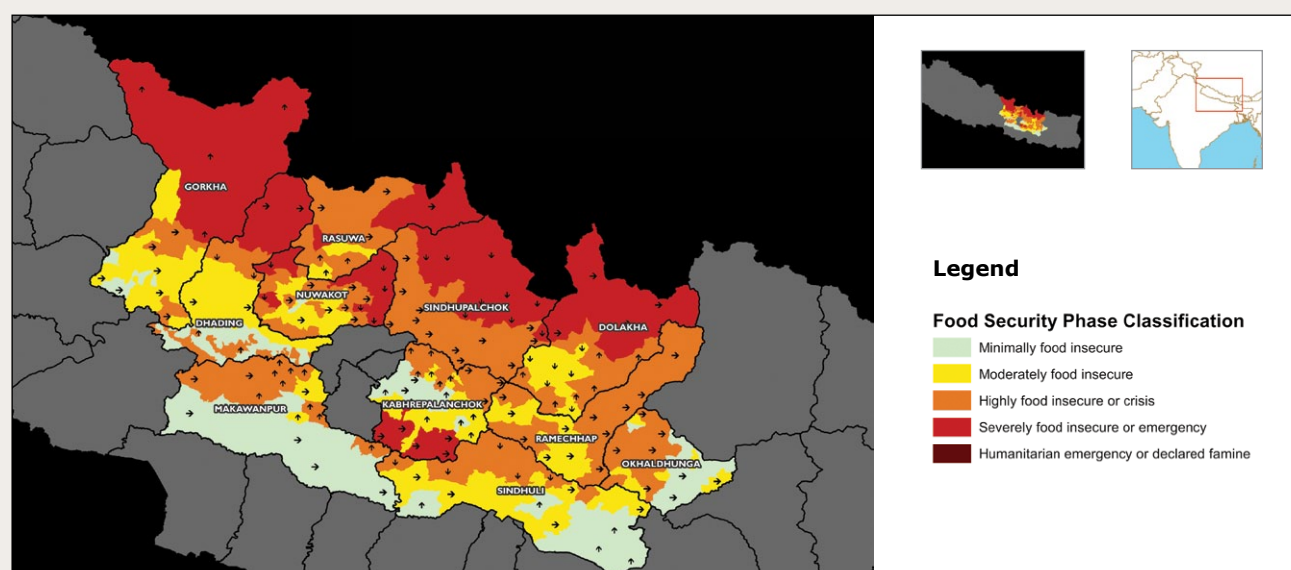 GORKHA
RASUWA
NUWAKOT
SINDHUPALCHOK
DOLAKHA
DHADING
MAKAWANPUR
KABHREPALANCHOK
RAMECHHAP
OKHALDHUNGA
SINDHULI
Legend
Food Security Phase Classification
Minimally food insecure
Moderately food insecure
Highly food insecure or crisis
Severely food insecure or emergency
Humanitarian emergency or declared famine